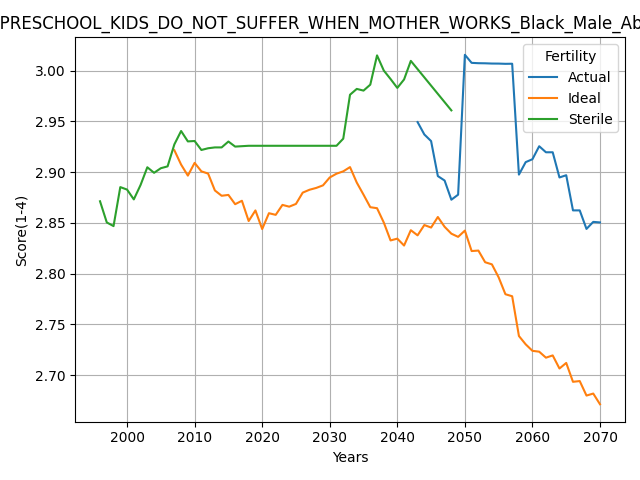 PRESCHOOL_KIDS_DO_NOT_SUFFER_WHEN_MOTHER_WORKS_Black_Male_Ab
Fertility
Actual
Ideal
Sterile
3.00
2.95
2.90
2.85
2.80
2.75
2.70
Score(1-4)
2000 2010 2020 2030 2040 2050 2060 2070
Years